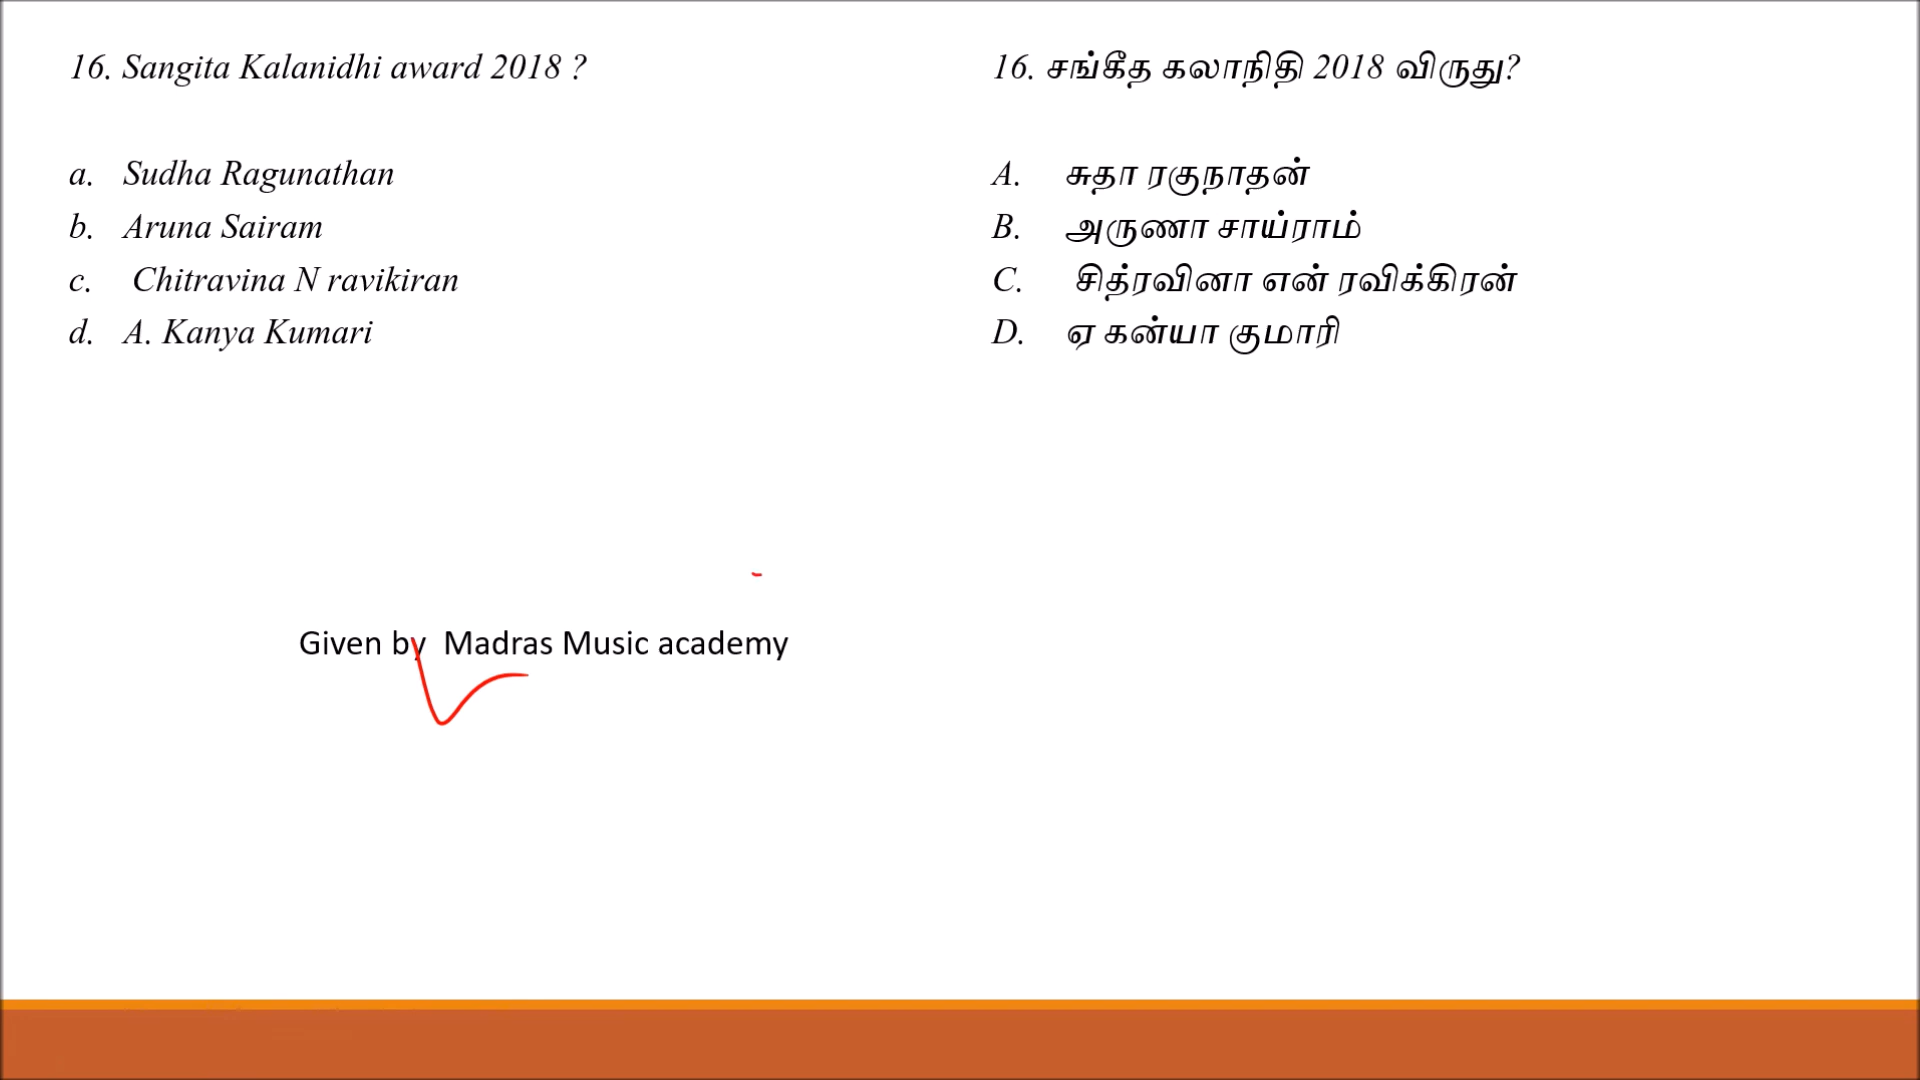 16. Sangita Kalanidhi award 2018 ?
a. Sudha Ragunathan
b. Aruna Sairam
c. Chitravina N ravikiran
d. A. Kanya Kumari
16. சங்கீத கலாநிதி 2018 விருது?
A. சுதா ரகுநாதன்
B. அருணா சாய்ராம்
C. சித்ரவினா என் ரவிக்கிரன்
D. ஏ கன்யா குமாரி
Given by Madras Music academy